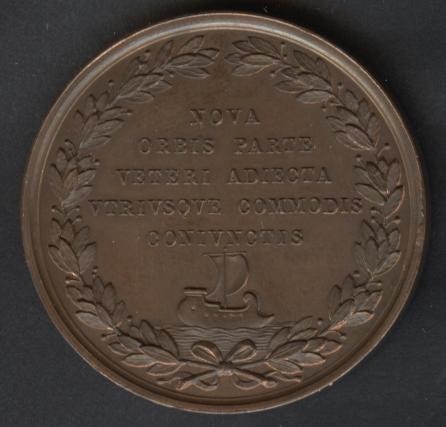 NOVA
ORBIS PARTE
VETERI ADIECTA
VTRIVSQVE COMMODIS
CONIVNCTIS